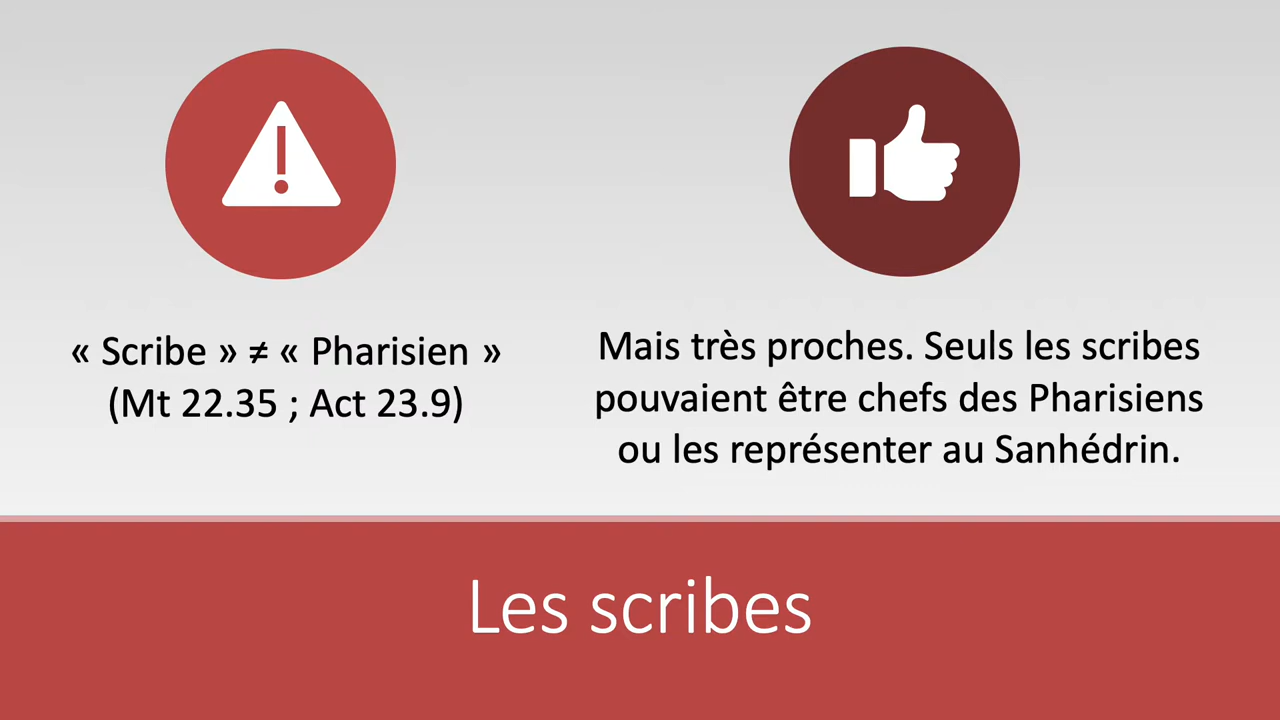 « Scribe » ≠ « Pharisien »
(Mt 22.35 ; Act 23.9)
Mais très proches. Seuls les scribes
pouvaient être chefs des Pharisiens
ou les représenter au Sanhédrin.
Les scribes